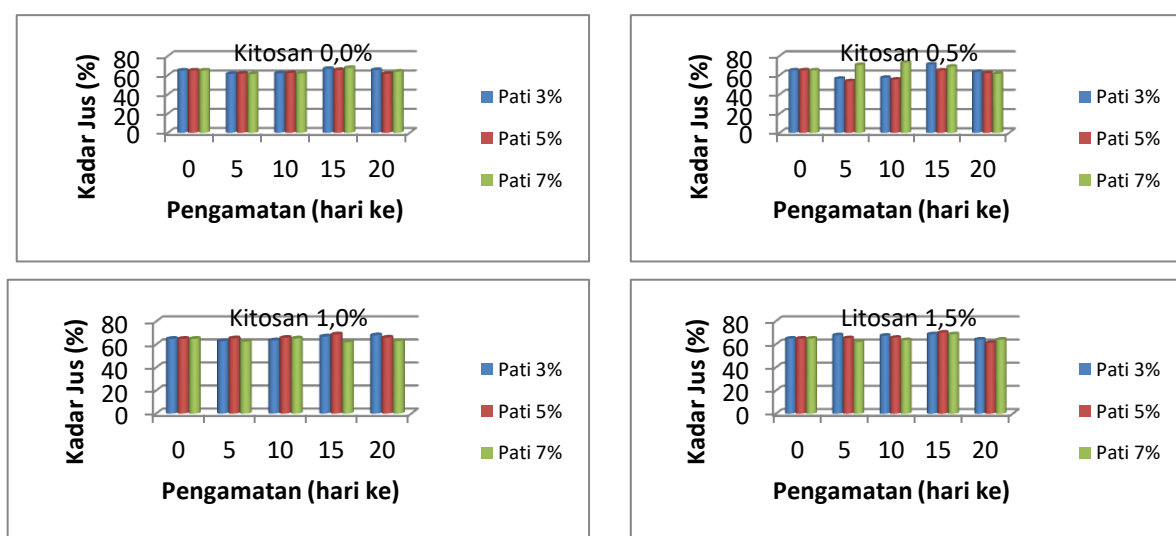 Kitosan 0,0%
Kadar Jus (%)
80
60
40
20
0
0 5 10 15 20
Pengamatan (hari ke)
Pati 3%
Pati 5%
Pati 7%
Kitosan 0,5%
Kadar Jus (%)
80
60
40
20
0
0 5 10 15 20
Pengamatan (hari ke)
Pati 3%
Pati 5%
Pati 7%
Kitosan 1,0%
Kadar Jus (%)
80
60
40
20
0
0 5 10 15 20
Pengamatan (hari ke)
Pati 3%
Pati 5%
Pati 7%
Litosan 1,5%
Kadar Jus (%)
80
60
40
20
0
0 5 10 15 20
Pengamatan (hari ke)
Pati 3%
Pati 5%
Pati 7%